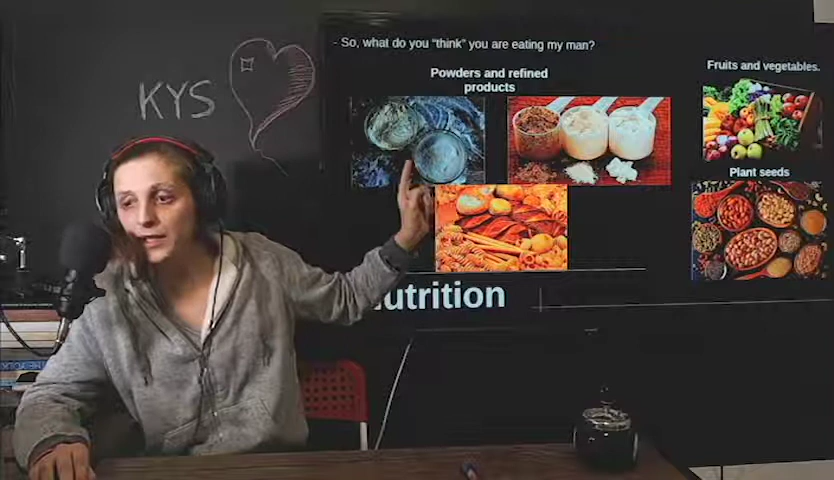 - So, what do you "think" you are eating my man?
KYS
Powders and refined
products
Fruits and vegetables.
Plant seeds
utrition